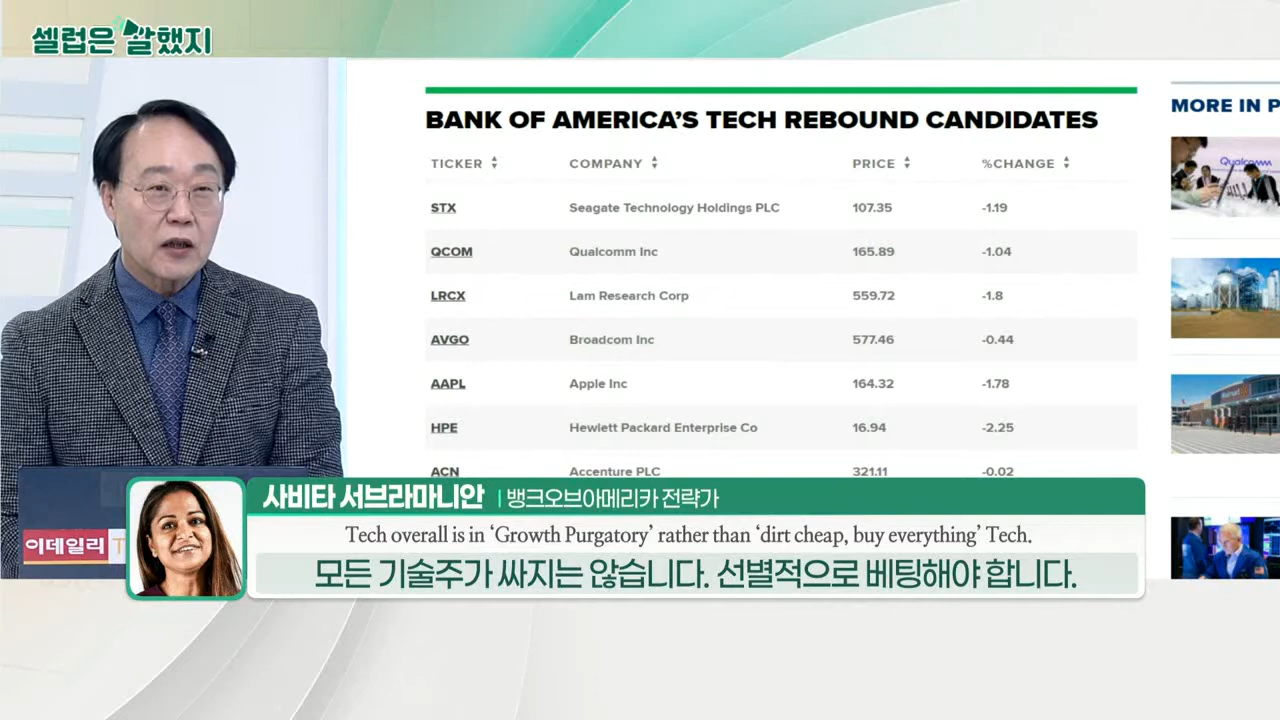 셀럽은 말했지
BANK OF AMERICA'S TECH REBOUND CANDIDATES
MORE IN P
TICKER COMPANY PRICE %CHANGE
STX Seagate Technology Holdings PLC 107.35 -1.19
QCOM Qualcomm Inc 165.89 -1.04
LRCX Lam Research Corp 559.72 -1.8
AVGO Broadcom Inc 577.46 -0.44
AAPL Apple Inc 164.32 -1.78
HPE Hewlett Packard Enterprise Co 16.94 -2.25
ACN Accenture PLC 321.11 -0.02
Qualcomm
Walmart
이데일리 T
사비타 서브라마니안 | 뱅크오브아메리카 전략가
Tech overall is in ‘Growth Purgatory’ rather than ‘dirt cheap, buy everything’ Tech.
모든 기술주가 싸지는 않습니다. 선별적으로 베팅해야 합니다.